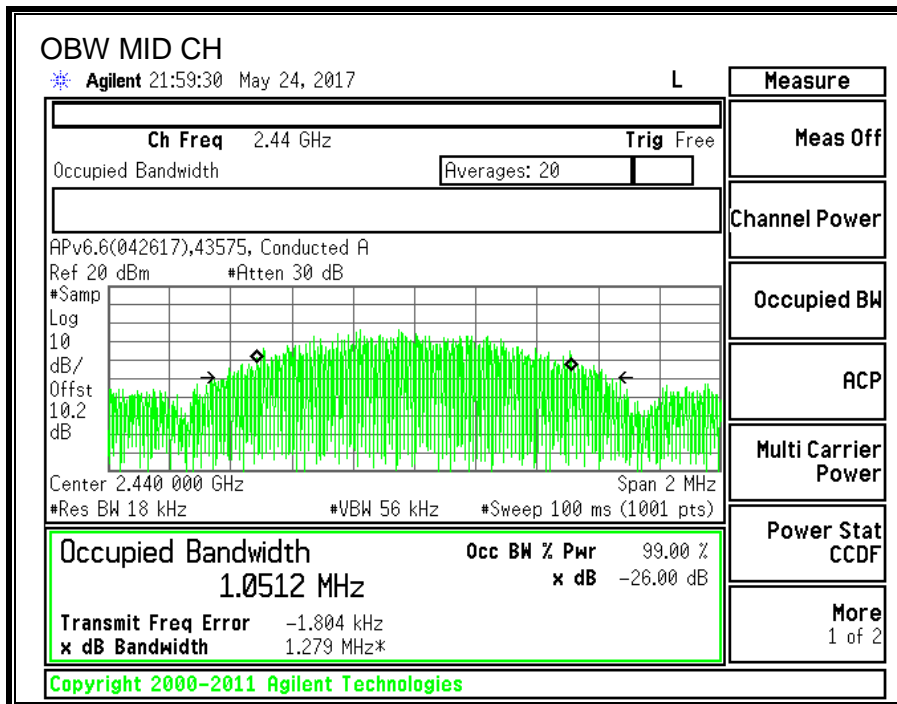 OBW MID CH
Agilent 21:59:30 May 24, 2017 L
Measure
Ch Freq 2.44 GHz Trig Free
Occupied Bandwidth Averages: 20
APv6.6(042617),43575, Conducted A
Ref 20 dBm #Atten 30 dB
#Samp
Log
10
dB/
Offst
10.2
dB
Center 2.440 000 GHz Span 2 MHz
#Res BW 18 kHz #VBW 56 kHz #Sweep 100 ms (1001 pts)
Occupied Bandwidth Occ BW % Pwr 99.00 %
1.0512 MHz x dB -26.00 dB
Transmit Freq Error -1.804 kHz
x dB Bandwidth 1.279 MHz*
Copyright 2000-2011 Agilent Technologies
Meas Off
Channel Power
Occupied BW
ACP
Multi Carrier
Power
Power Stat
CCDF
More
1 of 2